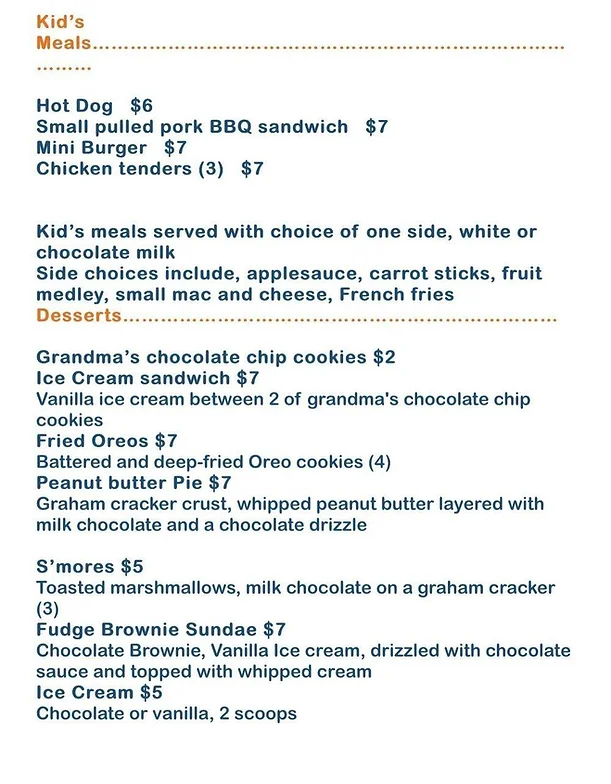 Kid’s
Meals………………………………………………………………………
………
Hot Dog $6
Small pulled pork BBQ sandwich $7
Mini Burger $7
Chicken tenders (3) $7
Kid’s meals served with choice of one side, white or
chocolate milk
Side choices include, applesauce, carrot sticks, fruit
medley, small mac and cheese, French fries
Desserts……………………………………………………………
Grandma’s chocolate chip cookies $2
Ice Cream sandwich $7
Vanilla ice cream between 2 of grandma's chocolate chip
cookies
Fried Oreos $7
Battered and deep-fried Oreo cookies (4)
Peanut butter Pie $7
Graham cracker crust, whipped peanut butter layered with
milk chocolate and a chocolate drizzle
S’mores $5
Toasted marshmallows, milk chocolate on a graham cracker
(3)
Fudge Brownie Sundae $7
Chocolate Brownie, Vanilla Ice cream, drizzled with chocolate
sauce and topped with whipped cream
Ice Cream $5
Chocolate or vanilla, 2 scoops